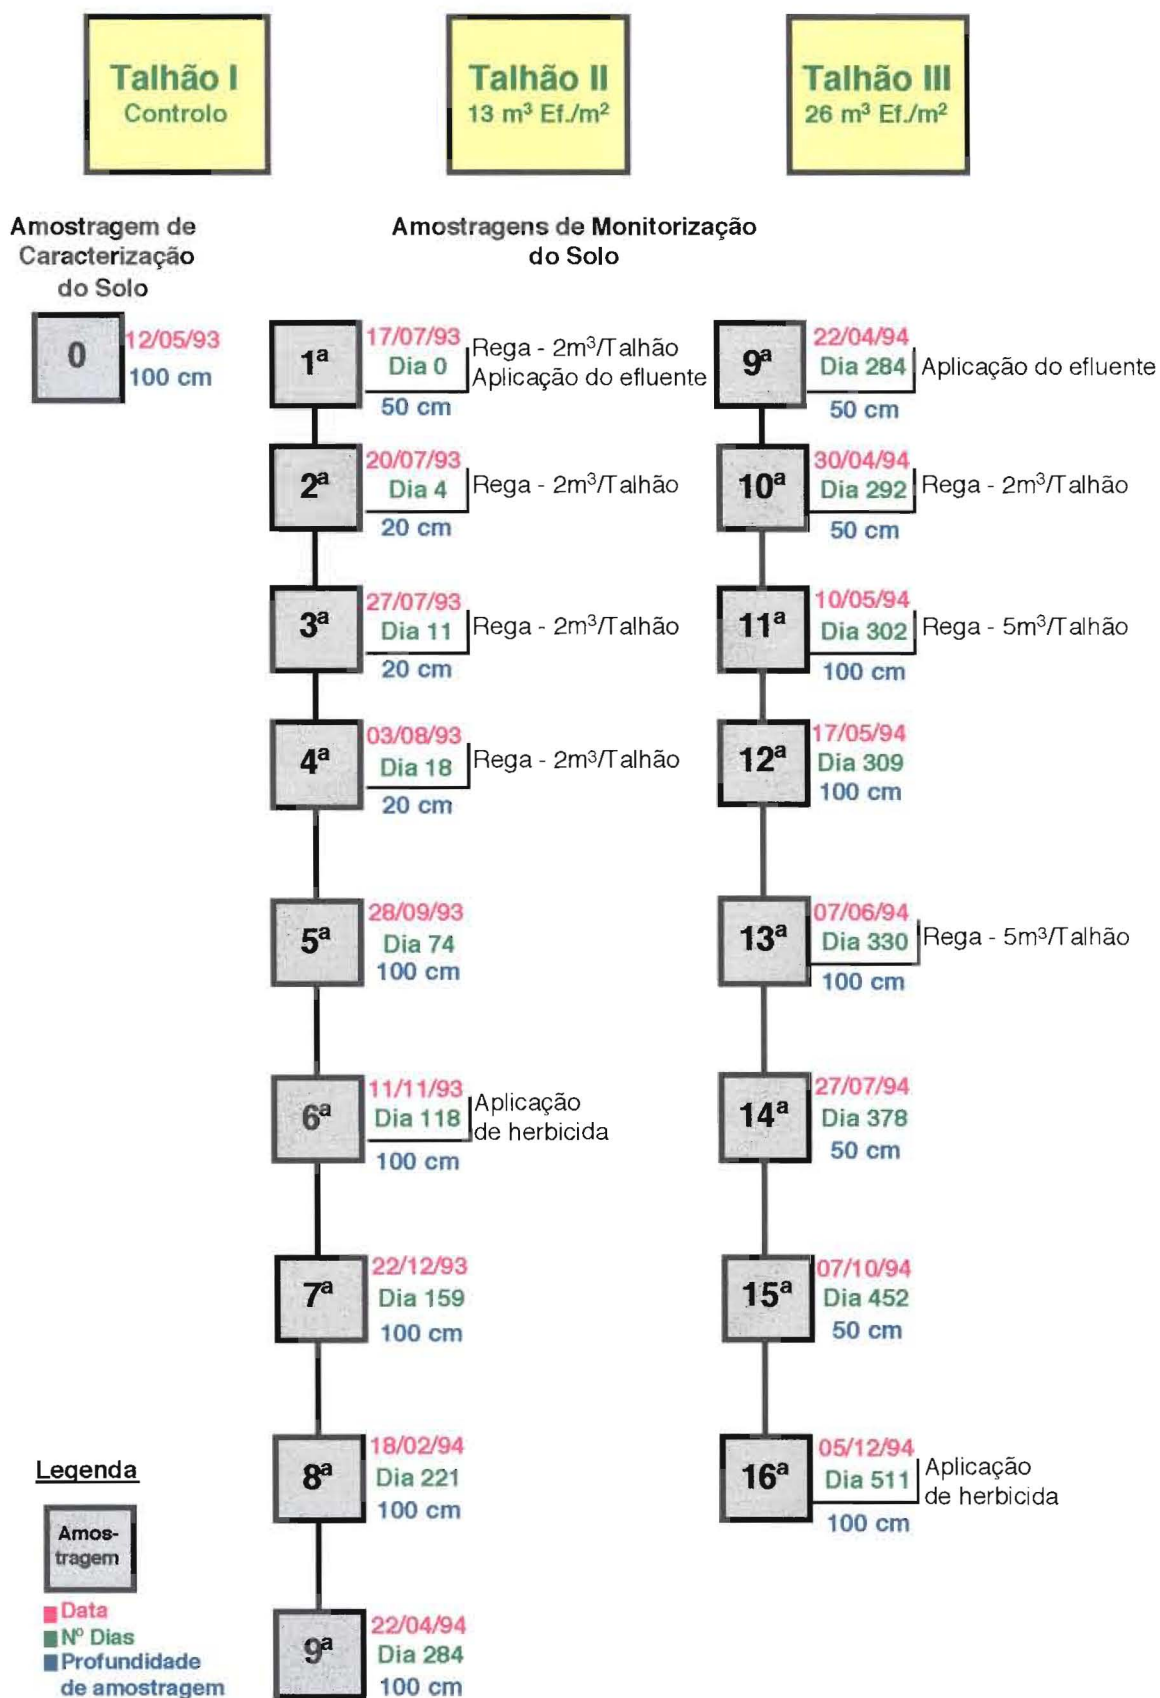 Talhão I
Controlo
Talhão II
13 m³ Ef./m²
Talhão III
26 m³ Ef./m²
Amostragem de
Caracterização
do Solo
0
12/05/93
100 cm
Amostragens de Monitorização
do Solo
1ª
17/07/93
Dia 0
50 cm
Rega - 2m³/Talhão
Aplicação do efluente
2ª
20/07/93
Dia 4
20 cm
Rega - 2m³/Talhão
3ª
27/07/93
Dia 11
20 cm
Rega - 2m³/Talhão
4ª
03/08/93
Dia 18
20 cm
Rega - 2m³/Talhão
5ª
28/09/93
Dia 74
100 cm
6ª
11/11/93
Dia 118
100 cm
Aplicação
de herbicida
7ª
22/12/93
Dia 159
100 cm
8ª
18/02/94
Dia 221
100 cm
9ª
22/04/94
Dia 284
100 cm
9ª
22/04/94
Dia 284
50 cm
Aplicação do efluente
10ª
30/04/94
Dia 292
50 cm
Rega - 2m³/Talhão
11ª
10/05/94
Dia 302
100 cm
Rega - 5m³/Talhão
12ª
17/05/94
Dia 309
100 cm
13ª
07/06/94
Dia 330
100 cm
Rega - 5m³/Talhão
14ª
27/07/94
Dia 378
50 cm
15ª
07/10/94
Dia 452
50 cm
16ª
05/12/94
Dia 511
100 cm
Aplicação
de herbicida
Legenda
Amos-
tragem
Data
Nº Dias
Profundidade
de amostragem